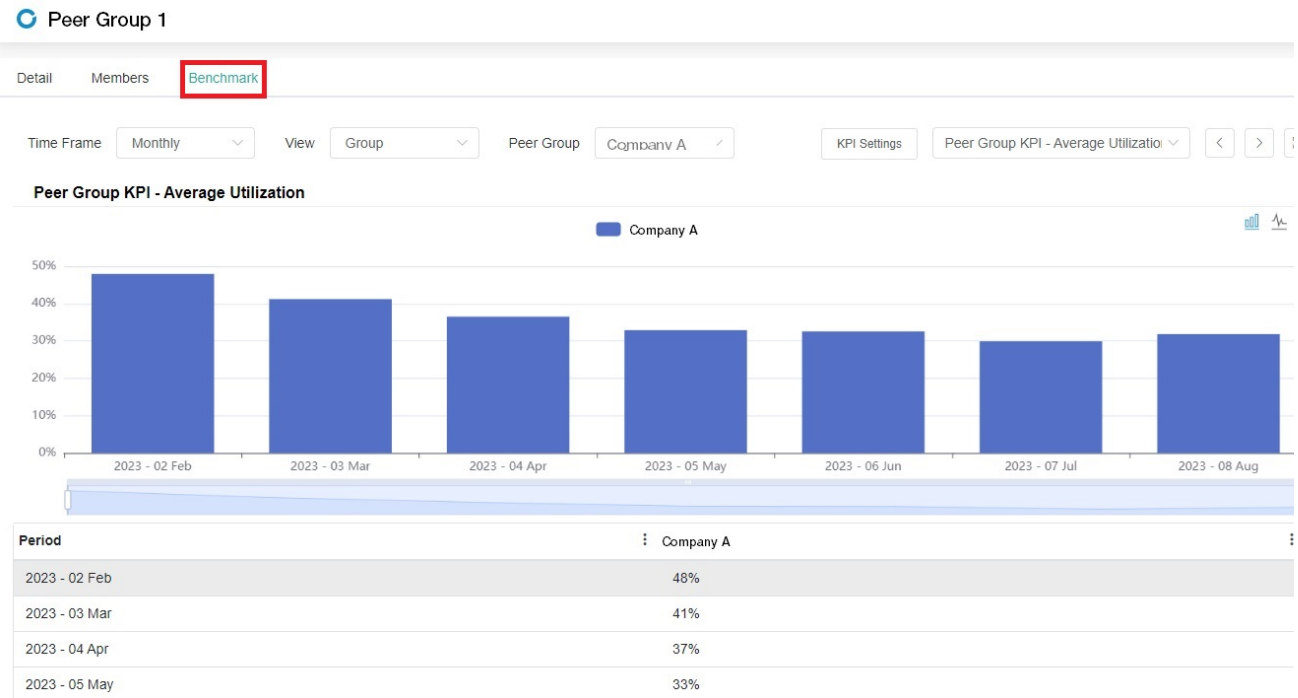 Peer Group 1
Detail Members Benchmark
Time Frame Monthly View Group Peer Group Company A KPI Settings Peer Group KPI - Average Utilizatio
Peer Group KPI - Average Utilization
Company A
50%
40%
30%
20%
10%
0%
2023 - 02 Feb 2023 - 03 Mar 2023 - 04 Apr 2023 - 05 May 2023 - 06 Jun 2023 - 07 Jul 2023 - 08 Aug
Period Company A
2023 - 02 Feb 48%
2023 - 03 Mar 41%
2023 - 04 Apr 37%
2023 - 05 May 33%